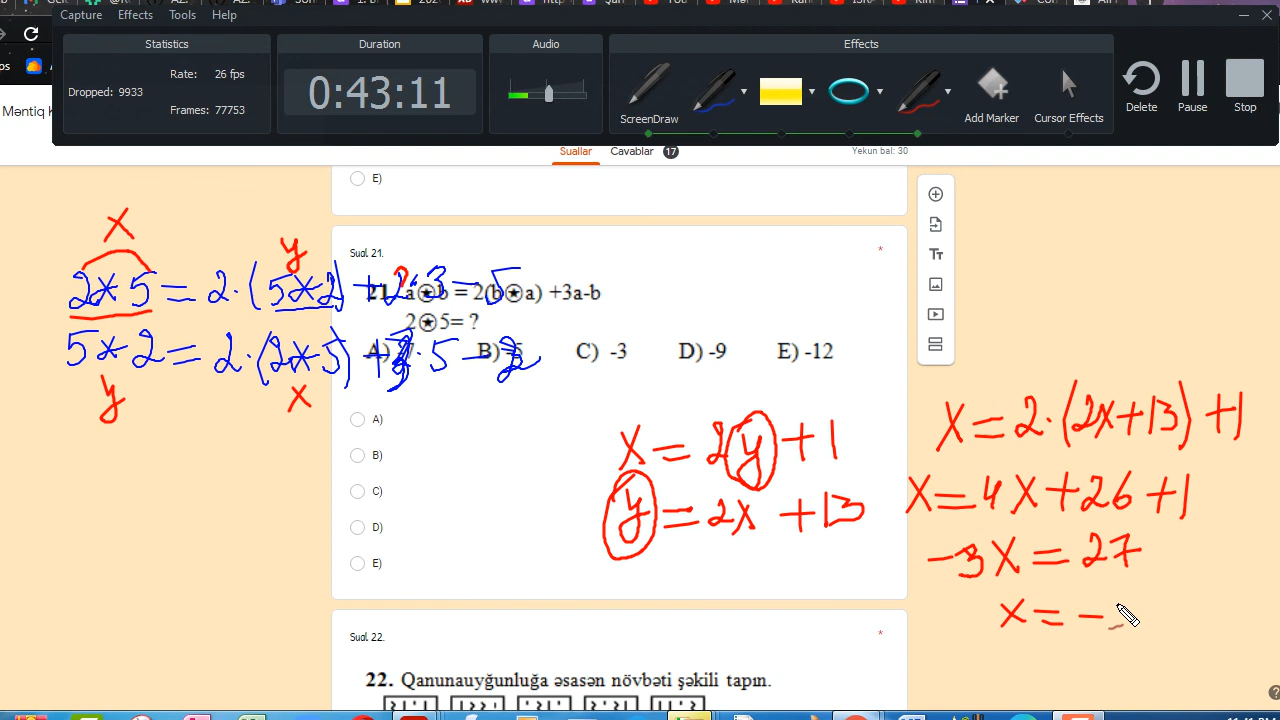 Capture Effects Tools Help
Statistics
Dropped: 9933
Rate: 26 fps
Frames: 77753
Duration
0:43:11
Audio
Effects
ScreenDraw
Add Marker
Cursor Effects
Delete
Pause
Stop
Məntiq K
Suallar
Cavablar 17
Yekun bal: 30
E)
Sual 21. *
21. a⍟b = 2(b⍟a) +3a-b
2⍟5= ?
C) -3 D) -9 E) -12
A)
B)
C)
D)
E)
x
y
2*5=2·(5*2)+2·3-5
5*2=2·(2*5)+3·5-2
y
x
x=2y+1
y=2x+13
x=2·(2x+13)+1
x=4x+26+1
-3x=27
x=-
Sual 22. *
22. Qanunauyğunluğa əsasən növbəti şəkili tapın.